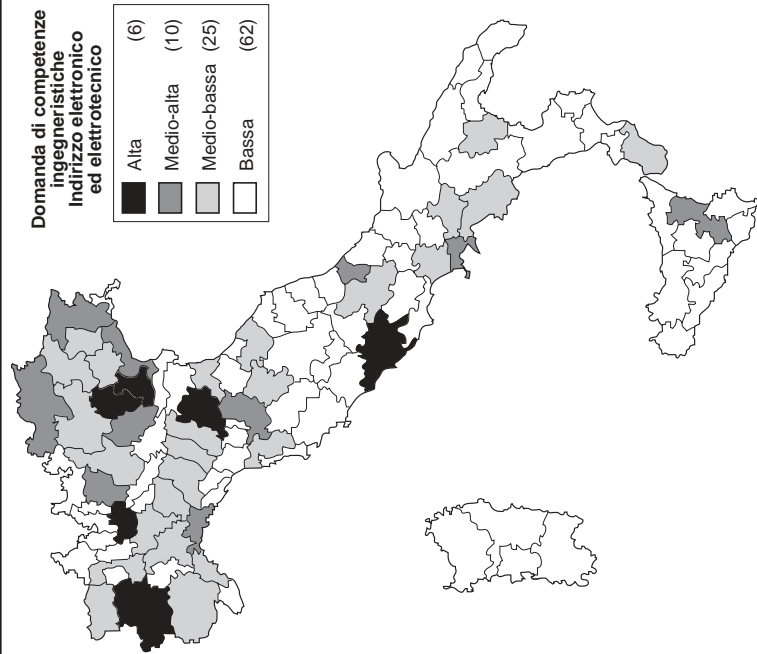 Domanda di competenze
ingegneristiche
Indirizzo elettronico
ed elettrotecnico
Alta (6)
Medio-alta (10)
Medio-bassa (25)
Bassa (62)